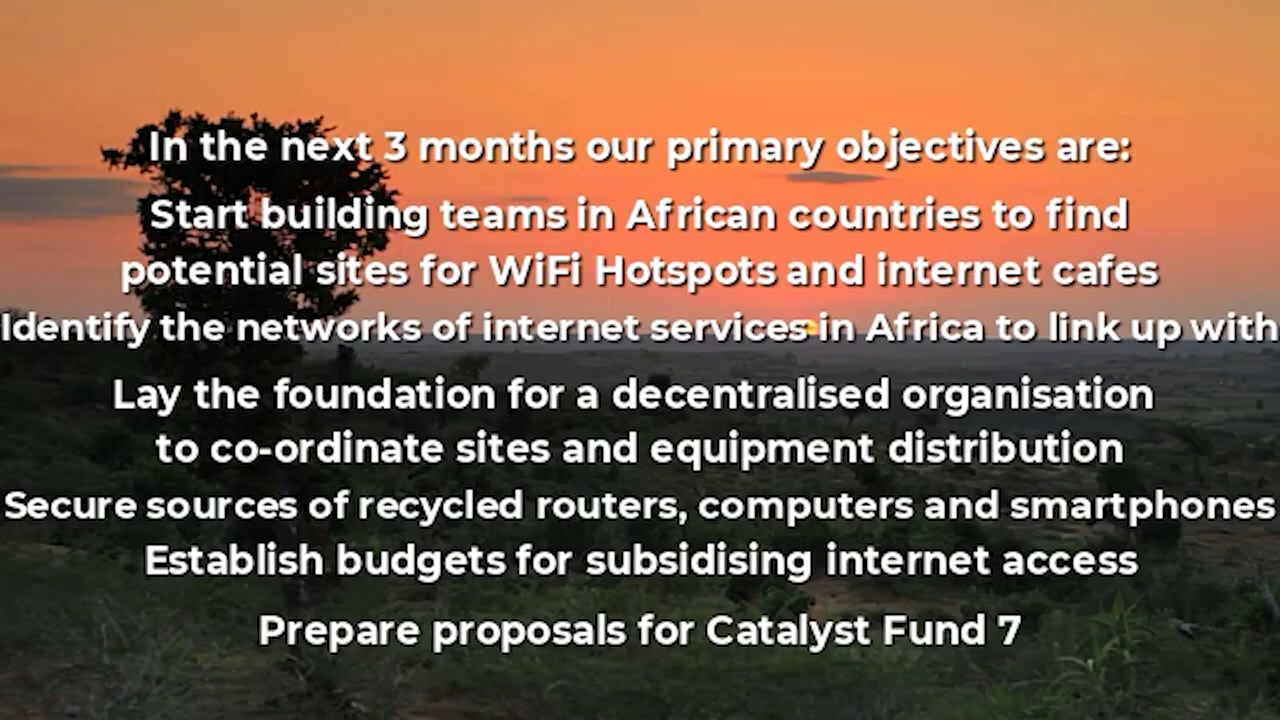 In the next 3 months our primary objectives are:
Start building teams in African countries to find
potential sites for WiFi Hotspots and internet cafes
Identify the networks of internet services in Africa to link up with
Lay the foundation for a decentralised organisation
to co-ordinate sites and equipment distribution
Secure sources of recycled routers, computers and smartphones
Establish budgets for subsidising internet access
Prepare proposals for Catalyst Fund 7